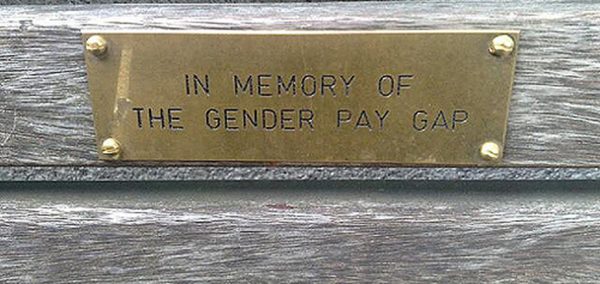 IN MEMORY OF
THE GENDER PAY GAP